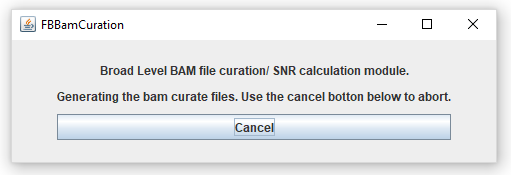 FBBamCuration
Broad Level BAM file curation/ SNR calculation module.
Generating the bam curate files. Use the cancel botton below to abort.
Cancel